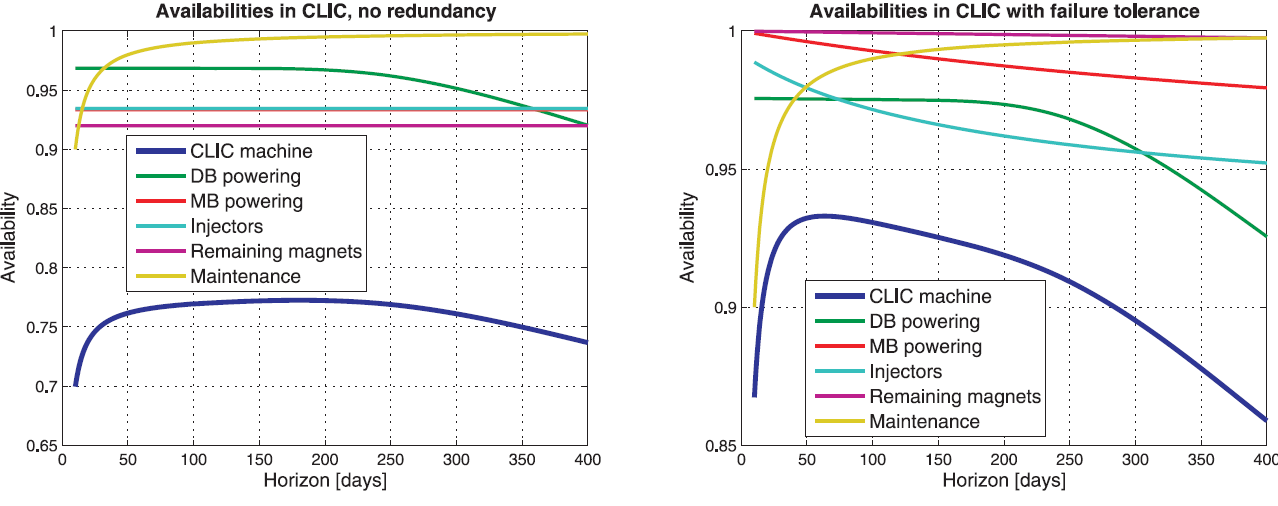 Availabilities in CLIC, no redundancy
1
0.95
0.9
0.85
0.8
0.75
0.7
0.65
Availability
CLIC machine
DB powering
MB powering
Injectors
Remaining magnets
Maintenance
0 50 100 150 200 250 300 350 400
Horizon [days]
Availabilities in CLIC with failure tolerance
1
0.95
0.9
0.85
Availability
CLIC machine
DB powering
MB powering
Injectors
Remaining magnets
Maintenance
0 50 100 150 200 250 300 350 400
Horizon [days]